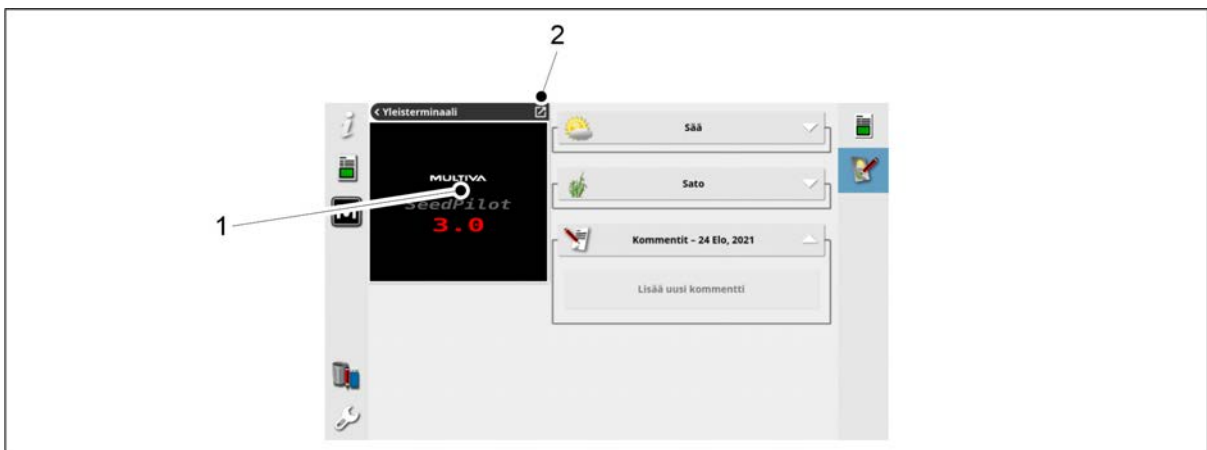 2
< Yleisterminaali
Sää
MULTIVA
SeedPilot
3.0
Sato
1
M
Kommentit – 24 Elo, 2021
Lisää uusi kommentti